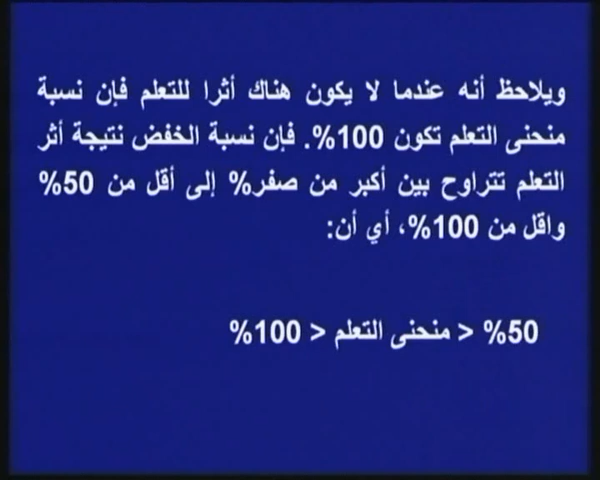 ويلاحظ أنه عندما لا يكون هناك أثرا للتعلم فإن نسبة
منحنى التعلم تكون 100%. فإن نسبة الخفض نتيجة أثر
التعلم تتراوح بين أكبر من صفر% إلى أقل من 50%
واقل من 100%، أي أن:
50% < منحنى التعلم < 100%